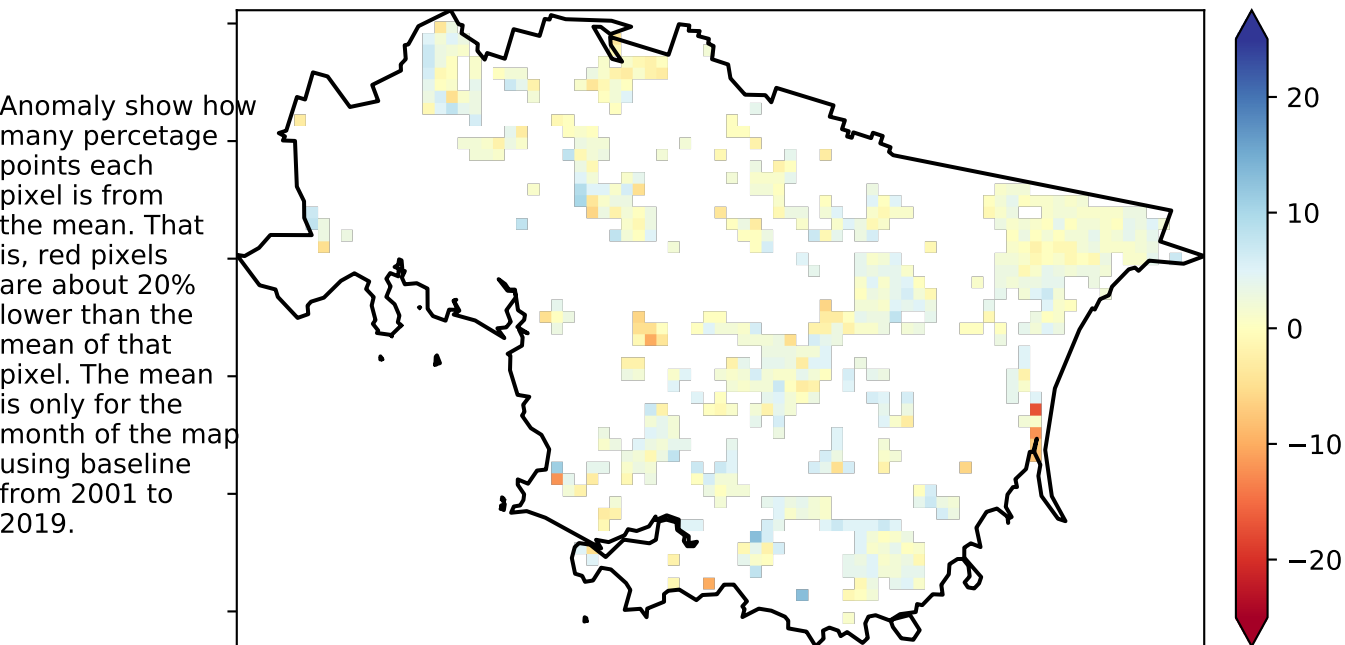 Anomaly show how
many percetage
points each
pixel is from
the mean. That
is, red pixels
are about 20%
lower than the
mean of that
pixel. The mean
is only for the
month of the map
using baseline
from 2001 to
2019.
20
10
0
−10
−20